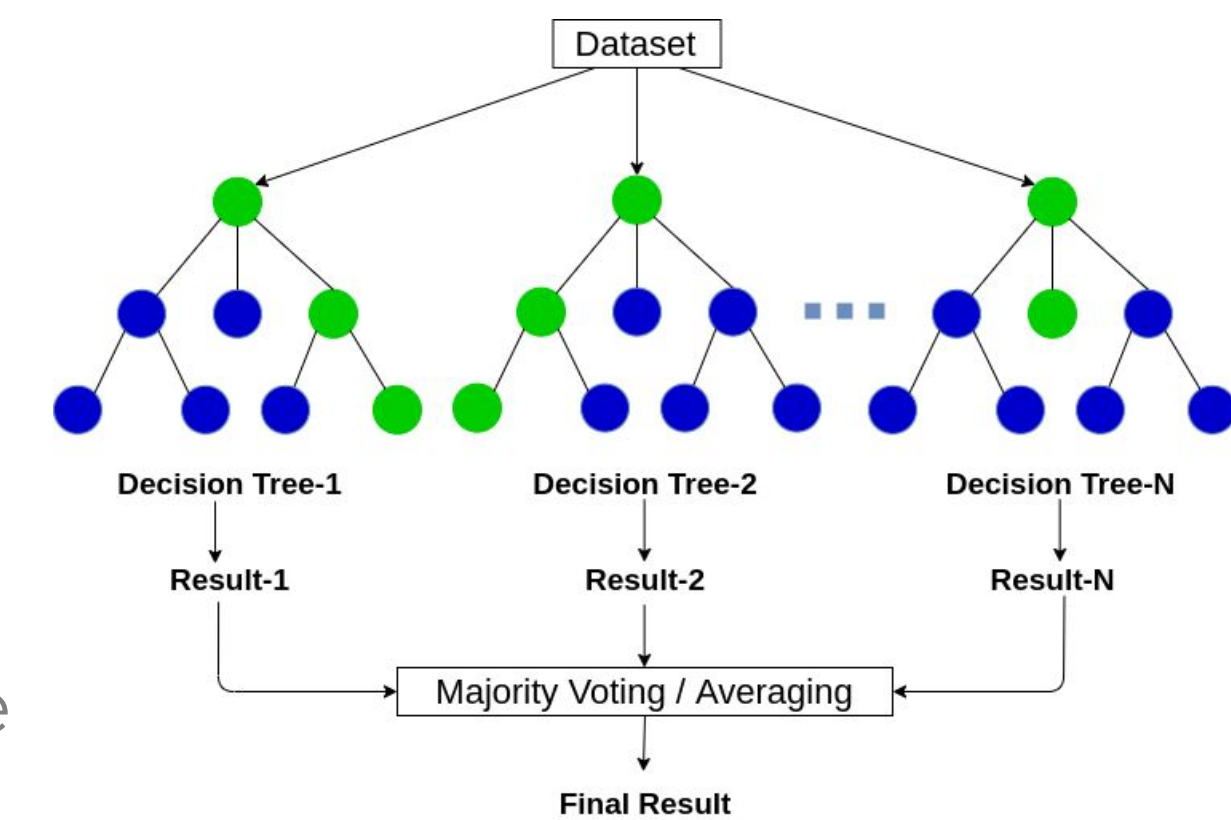 Dataset
Decision Tree-1 Decision Tree-2 Decision Tree-N
Result-1 Result-2 Result-N
e
Majority Voting / Averaging
Final Result